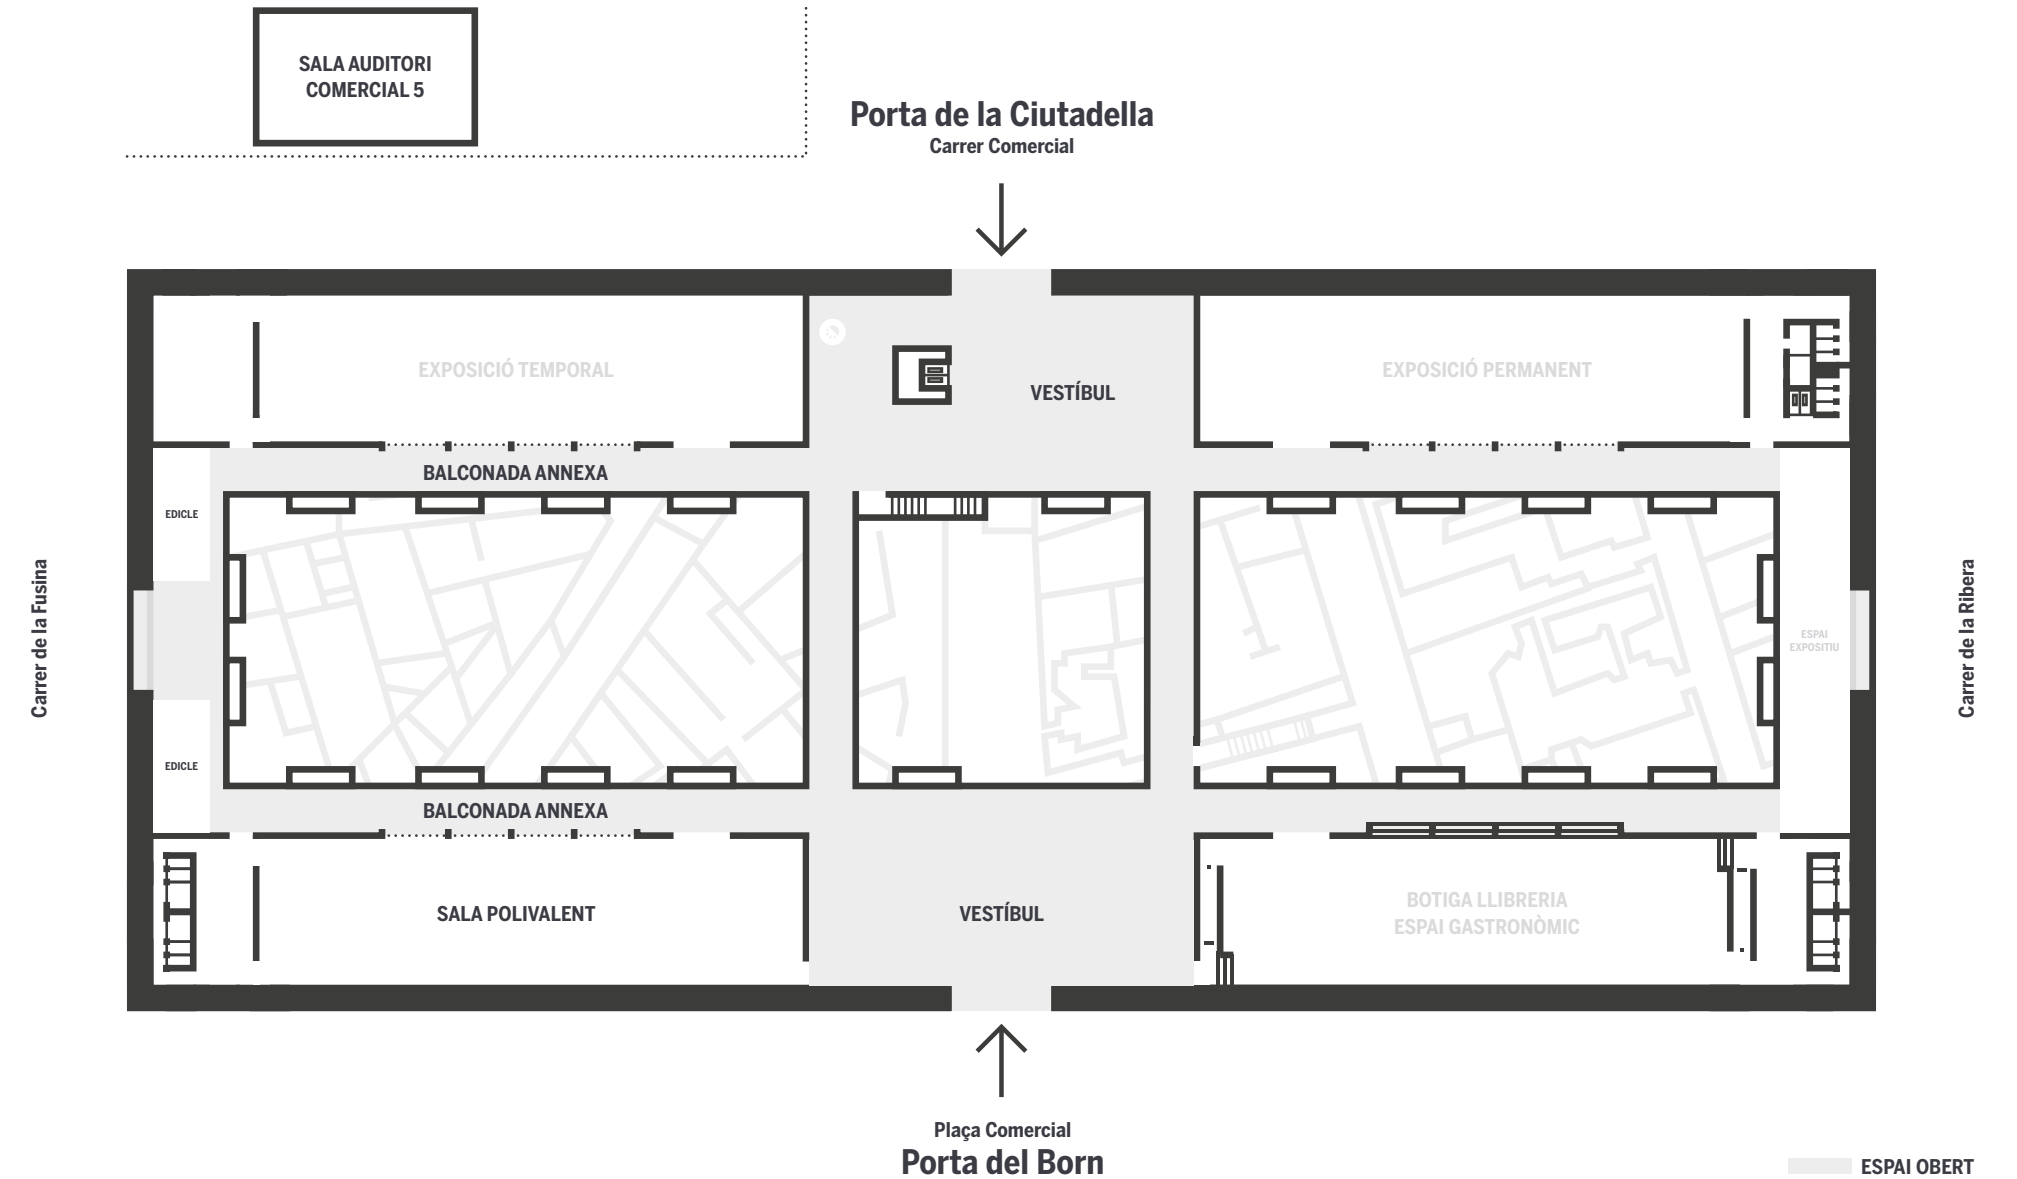 SALA AUDITORI
COMERCIAL 5
Porta de la Ciutadella
Carrer Comercial
EXPOSICIÓ TEMPORAL
EXPOSICIÓ PERMANENT
VESTÍBUL
BALCONADA ANNEXA
EDICLE
Carrer de la Fusina
Carrer de la Ribera
ESPAI
EXPOSITIU
EDICLE
BALCONADA ANNEXA
SALA POLIVALENT
VESTÍBUL
BOTIGA LLIBRERIA
ESPAI GASTRONÒMIC
Plaça Comercial
Porta del Born
ESPAI OBERT